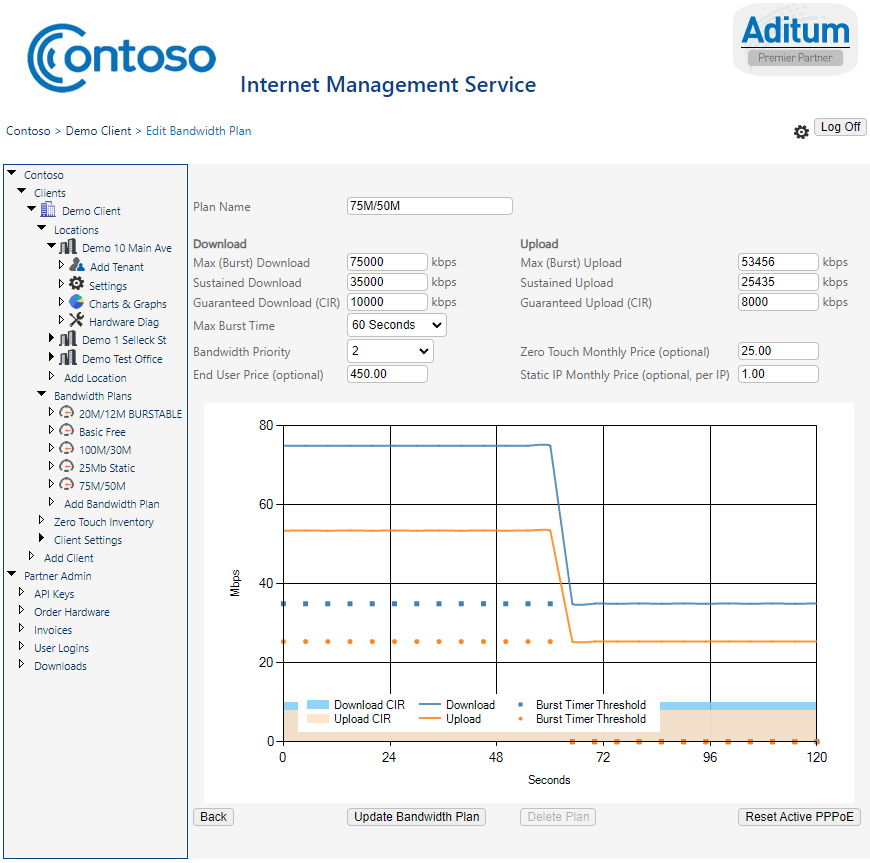 Contoso
Internet Management Service
Aditum
Premier Partner
Contoso > Demo Client > Edit Bandwidth Plan
Log Off
Contoso
Clients
Demo Client
Locations
Demo 10 Main Ave
Add Tenant
Settings
Charts & Graphs
Hardware Diag
Demo 1 Selleck St
Demo Test Office
Add Location
Bandwidth Plans
20M/12M BURSTABLE
Basic Free
100M/30M
25Mb Static
75M/50M
Add Bandwidth Plan
Zero Touch Inventory
Client Settings
Add Client
Partner Admin
API Keys
Order Hardware
Invoices
User Logins
Downloads
Plan Name 75M/50M
Download Upload
Max (Burst) Download 75000 kbps Max (Burst) Upload 53456 kbps
Sustained Download 35000 kbps Sustained Upload 25435 kbps
Guaranteed Download (CIR) 10000 kbps Guaranteed Upload (CIR) 8000 kbps
Max Burst Time 60 Seconds
Bandwidth Priority 2 Zero Touch Monthly Price (optional) 25.00
End User Price (optional) 450.00 Static IP Monthly Price (optional, per IP) 1.00
80
60
40
20
0
Mbps
Download CIR Download Burst Timer Threshold
Upload CIR Upload Burst Timer Threshold
0 24 48 72 96 120
Seconds
Back Update Bandwidth Plan Delete Plan Reset Active PPPoE